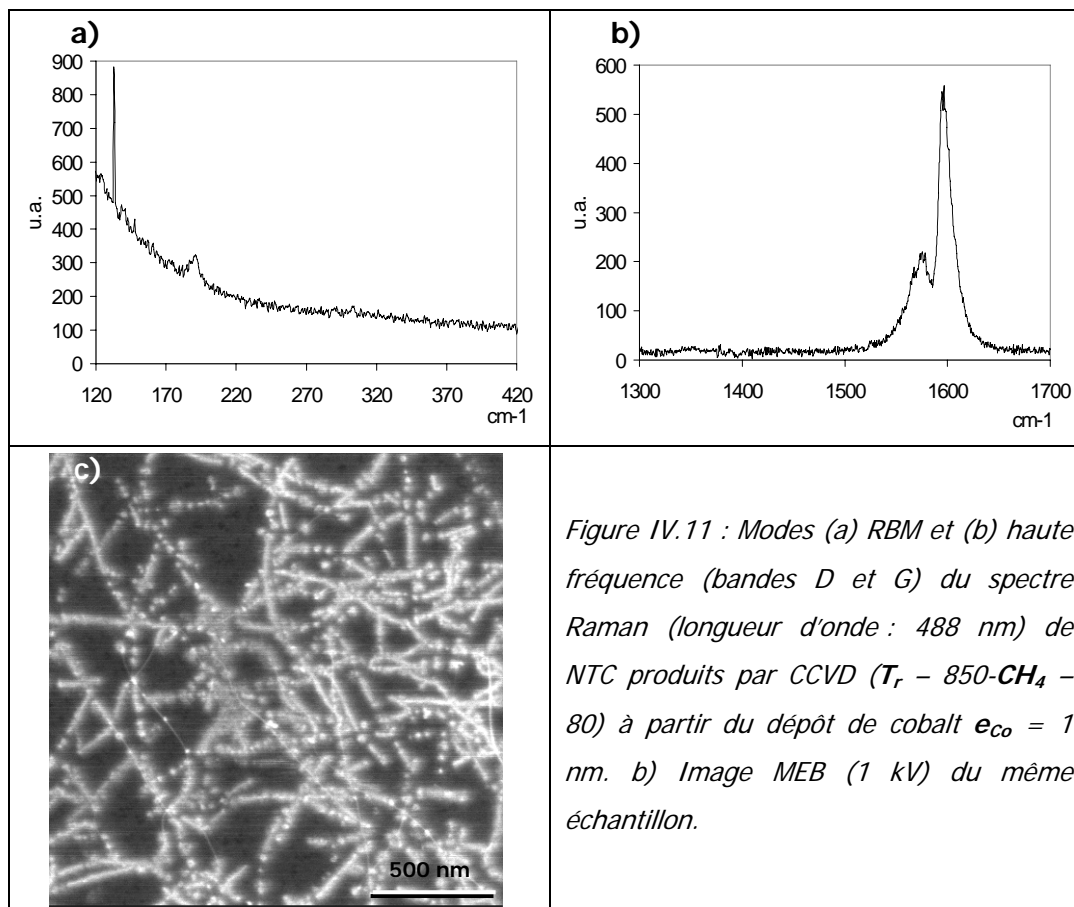 a)
900
800
700
600
500
400
300
200
100
0
u.a.
120 170 220 270 320 370 420
cm-1
b)
600
500
400
300
200
100
0
u.a.
1300 1400 1500 1600 1700
cm-1
c)
500 nm
Figure IV.11 : Modes (a) RBM et (b) haute
fréquence (bandes D et G) du spectre
Raman (longueur d'onde : 488 nm) de
NTC produits par CCVD (Tr – 850-CH4 –
80) à partir du dépôt de cobalt eCo = 1
nm. b) Image MEB (1 kV) du même
échantillon.